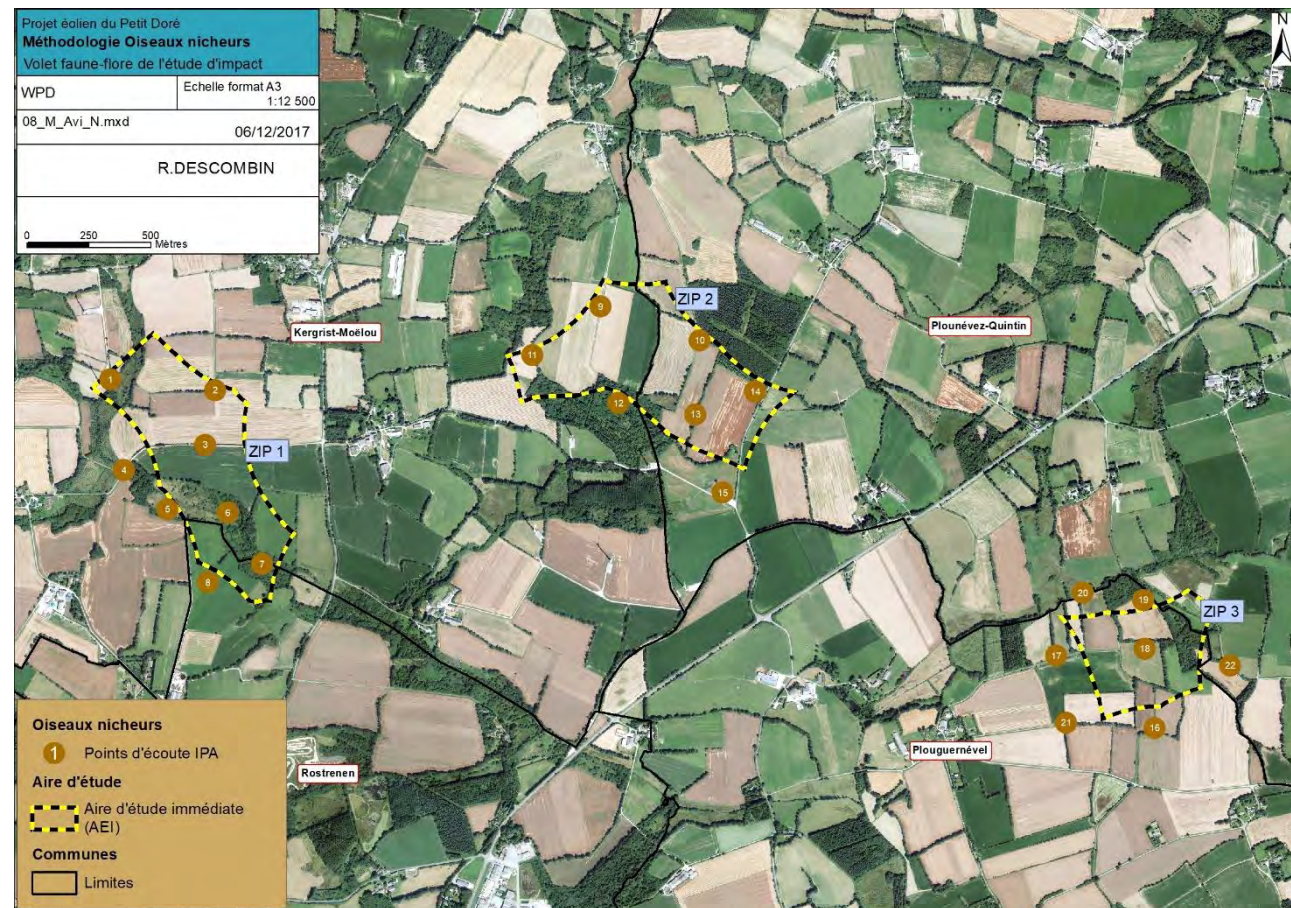 Projet éolien du Petit Doré
Méthodologie Oiseaux nicheurs
Volet faune-flore de l'étude d'impact
WPD
Echelle format A3
1:12 500
08_M_Avi_N.mxd
06/12/2017
R.DESCOMBIN
0 250 500
Mètres
N
ZIP 2
9
Kergrist-Moëlou
Plounévez-Quintin
10
11
1
2
14
12
13
3
ZIP 1
4
15
5
6
7
8
20
19
ZIP 3
18
17
22
21
16
Plouguernével
Rostrenen
Oiseaux nicheurs
1 Points d'écoute IPA
Aire d'étude
Aire d'étude immédiate
(AEI)
Communes
Limites